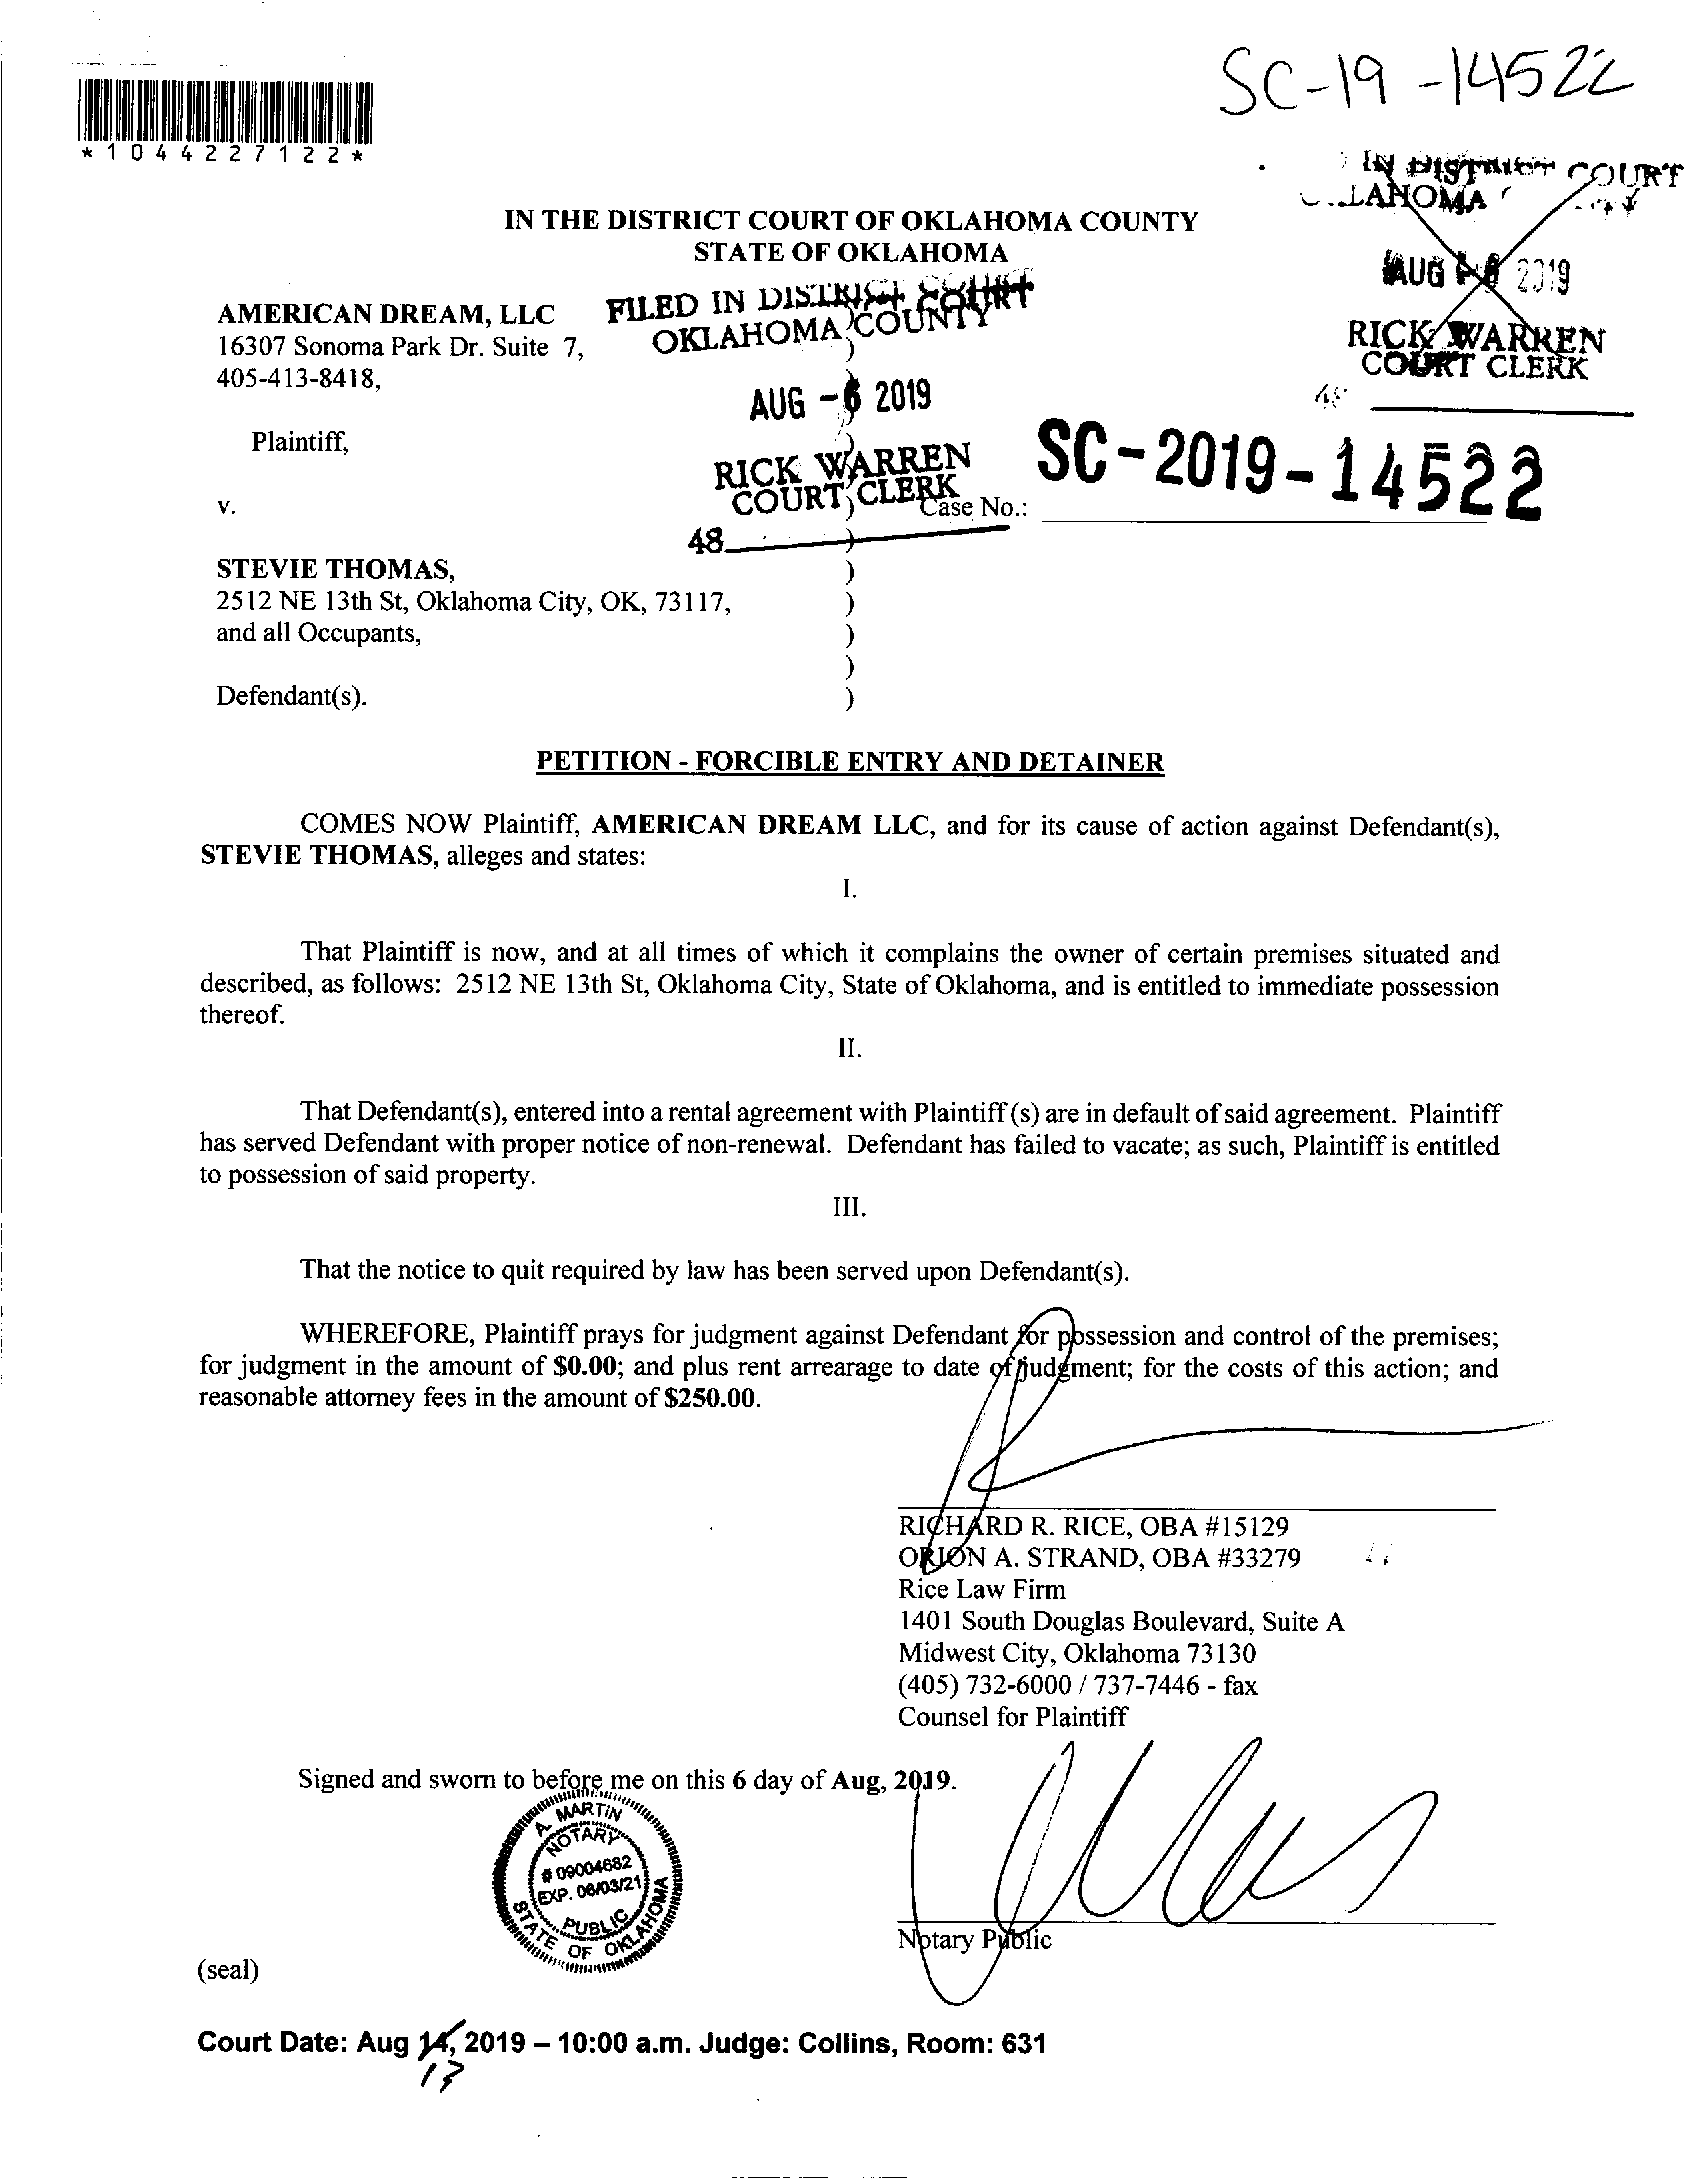 SC-19-14522
*1044227122*
IN DISTRICT COURT
OKLAHOMA
IN THE DISTRICT COURT OF OKLAHOMA COUNTY
STATE OF OKLAHOMA
AUG 2019
FILED IN DISTRICT COURT
OKLAHOMA COUNTY
AMERICAN DREAM, LLC
16307 Sonoma Park Dr. Suite 7,
405-413-8418,
RICK WARREN
COURT CLERK
48
AUG -6 2019
Plaintiff,
RICK WARREN
COURT CLERK
48
v.
Case No.: SC-2019-14522
STEVIE THOMAS,
2512 NE 13th St, Oklahoma City, OK, 73117,
and all Occupants,
Defendant(s).
)
)
)
)
)
)
)
)
)
)
PETITION - FORCIBLE ENTRY AND DETAINER
COMES NOW Plaintiff, AMERICAN DREAM LLC, and for its cause of action against Defendant(s),
STEVIE THOMAS, alleges and states:
I.
That Plaintiff is now, and at all times of which it complains the owner of certain premises situated and
described, as follows: 2512 NE 13th St, Oklahoma City, State of Oklahoma, and is entitled to immediate possession
thereof.
II.
That Defendant(s), entered into a rental agreement with Plaintiff(s) are in default of said agreement. Plaintiff
has served Defendant with proper notice of non-renewal. Defendant has failed to vacate; as such, Plaintiff is entitled
to possession of said property.
III.
That the notice to quit required by law has been served upon Defendant(s).
WHEREFORE, Plaintiff prays for judgment against Defendant for possession and control of the premises;
for judgment in the amount of $0.00; and plus rent arrearage to date of judgment; for the costs of this action; and
reasonable attorney fees in the amount of $250.00.
RICHARD R. RICE, OBA #15129
ORION A. STRAND, OBA #33279
Rice Law Firm
1401 South Douglas Boulevard, Suite A
Midwest City, Oklahoma 73130
(405) 732-6000 / 737-7446 - fax
Counsel for Plaintiff
Signed and sworn to before me on this 6 day of Aug, 2019.
A. MARTIN
NOTARY
# 09004682
EXP. 06/03/21
PUBLIC
STATE OF OKLAHOMA
Notary Public
(seal)
Court Date: Aug 14, 2019 – 10:00 a.m. Judge: Collins, Room: 631
13